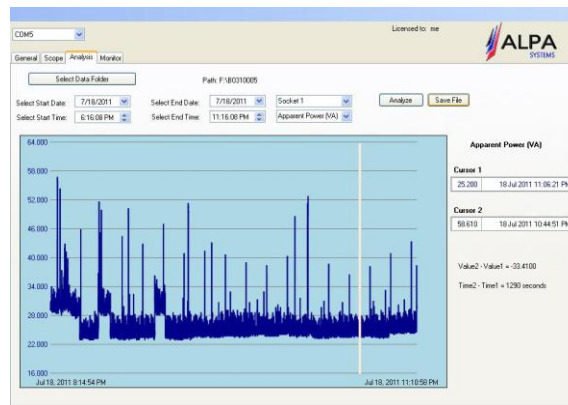 Licensed to: me
COM5
ALPA
SYSTEMS
General Scope Analysis Monitor
Select Data Folder Path: F:\80310005
Select Start Date: 7/18/2011 Select End Date: 7/18/2011 Socket 1 Analyze Save File
Select Start Time: 6:16:08 PM Select End Time: 11:16:08 PM Apparent Power (VA)
64.000
58.000
52.000
46.000
40.000
34.000
28.000
22.000
16.000
Jul 18, 2011 8:14:54 PM Jul 18, 2011 11:10:58 PM
Apparent Power (VA)
Cursor 1
25.200 18 Jul 2011 11:06:21 PM
Cursor 2
58.610 18 Jul 2011 10:44:51 PM
Value2 - Value1 = -33.4100
Time2 - Time1 = 1290 seconds